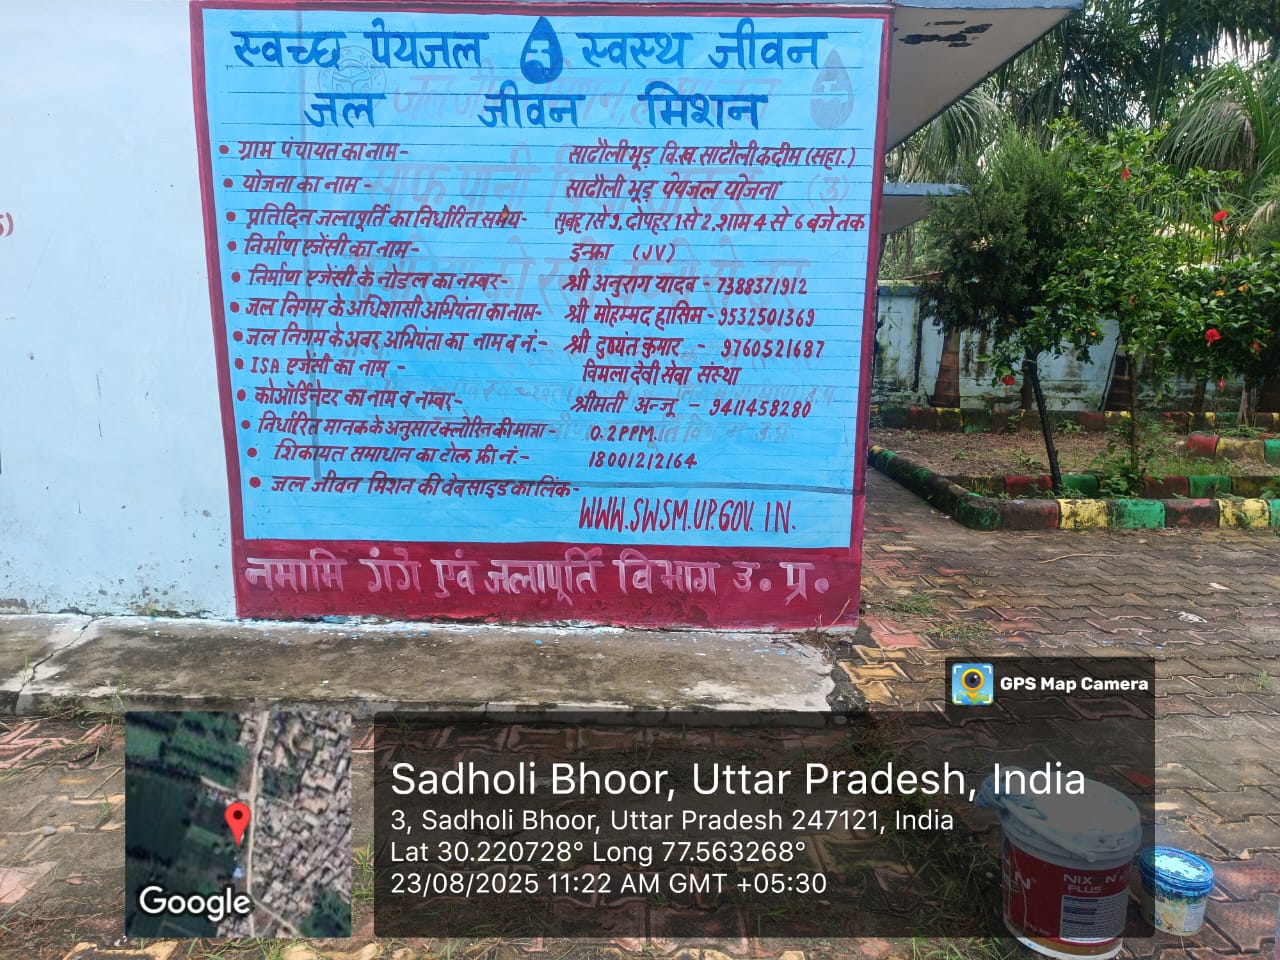 स्वच्छ पेयजल स्वस्थ जीवन
जल जीवन मिशन
• ग्राम पंचायत का नाम- साढौली भूड़ वि.ख. साढौली कदीम (सहा.)
• योजना का नाम - साढौली भूड़ पेयजल योजना
• प्रतिदिन जलापूर्ति का निर्धारित समय- सुबह 7 से 9, दोपहर 1 से 2, शाम 4 से 6 बजे तक
• निर्माण एजेंसी का नाम- इन्फ्रा (JV)
• निर्माण एजेंसी के नोडल का नम्बर- श्री अनुराग यादव - 7388371912
• जल निगम के अधिशासी अभियंता का नाम- श्री मोहम्मद हासिम - 9532501369
• जल निगम के अवर अभियंता का नाम व नं.- श्री दुष्यंत कुमार - 9760521687
• ISA एजेंसी का नाम - विमला देवी सेवा संस्था
• कोऑर्डिनेटर का नाम व नम्बर- श्रीमती अन्जू - 9411458280
• निर्धारित मानक के अनुसार क्लोरिन की मात्रा - 0.2 PPM.
• शिकायत समाधान का टोल फ्री नं.- 18001212164
• जल जीवन मिशन की वेबसाइड का लिंक-
WWW.SWSM.UP.GOV.IN.
नमामि गंगे एवं जलापूर्ति विभाग उ. प्र.
GPS Map Camera
Sadholi Bhoor, Uttar Pradesh, India
3, Sadholi Bhoor, Uttar Pradesh 247121, India
Lat 30.220728° Long 77.563268°
23/08/2025 11:22 AM GMT +05:30
Google
PLUS